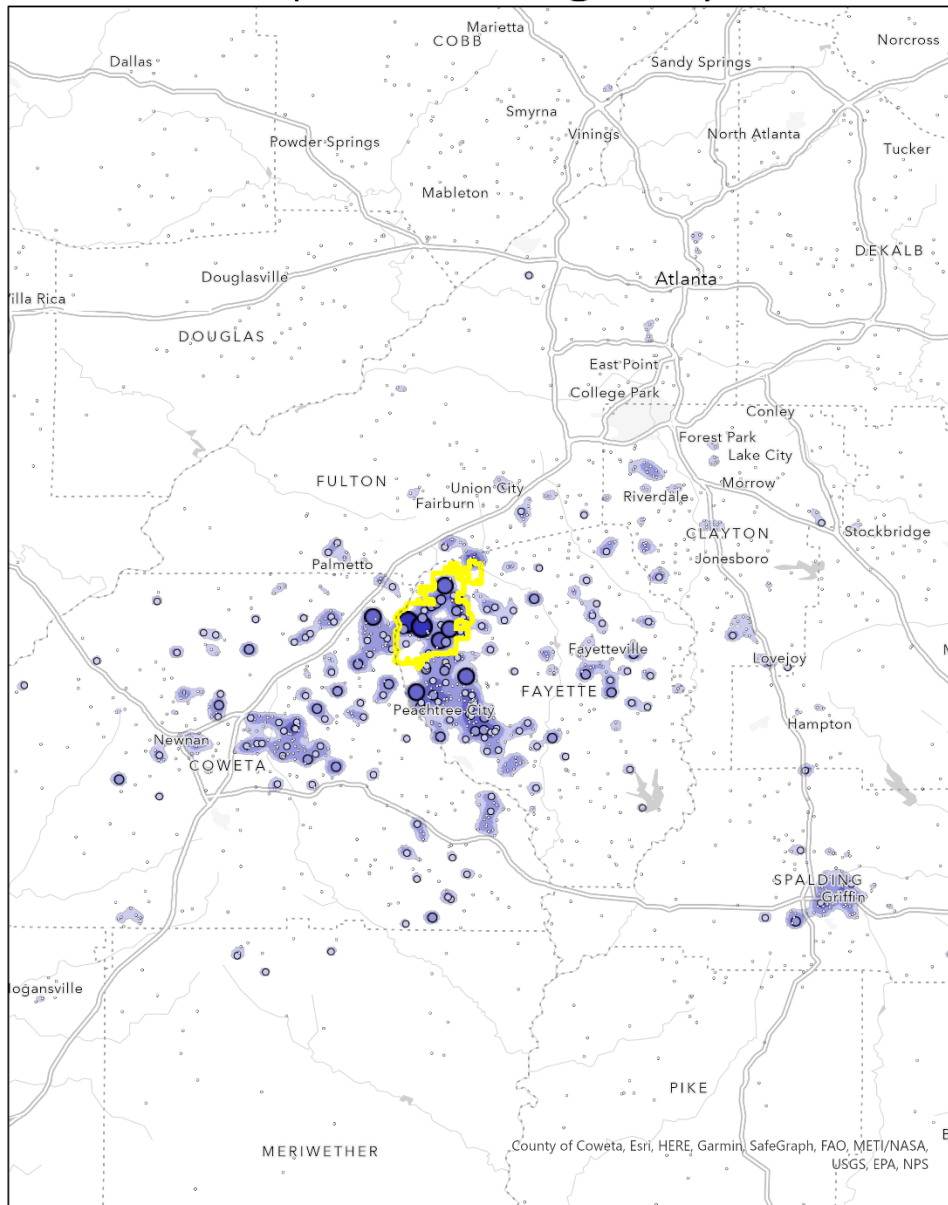 Marietta
COBB
Norcross
Dallas
Sandy Springs
Smyrna
Vinings
North Atlanta
Powder Springs
Tucker
Mableton
DEKALB
Douglasville
Atlanta
Villa Rica
DOUGLAS
East Point
College Park
Conley
Forest Park
Lake City
FULTON
Union City
Morrow
Fairburn
Riverdale
CLAYTON
Stockbridge
Palmetto
Jonesboro
Fayetteville
Lovejoy
FAYETTE
Peachtree City
Hampton
Newnan
COWETA
SPALDING
Griffin
Hogansville
PIKE
MERIWETHER
County of Coweta, Esri, HERE, Garmin, SafeGraph, FAO, METI/NASA,
USGS, EPA, NPS